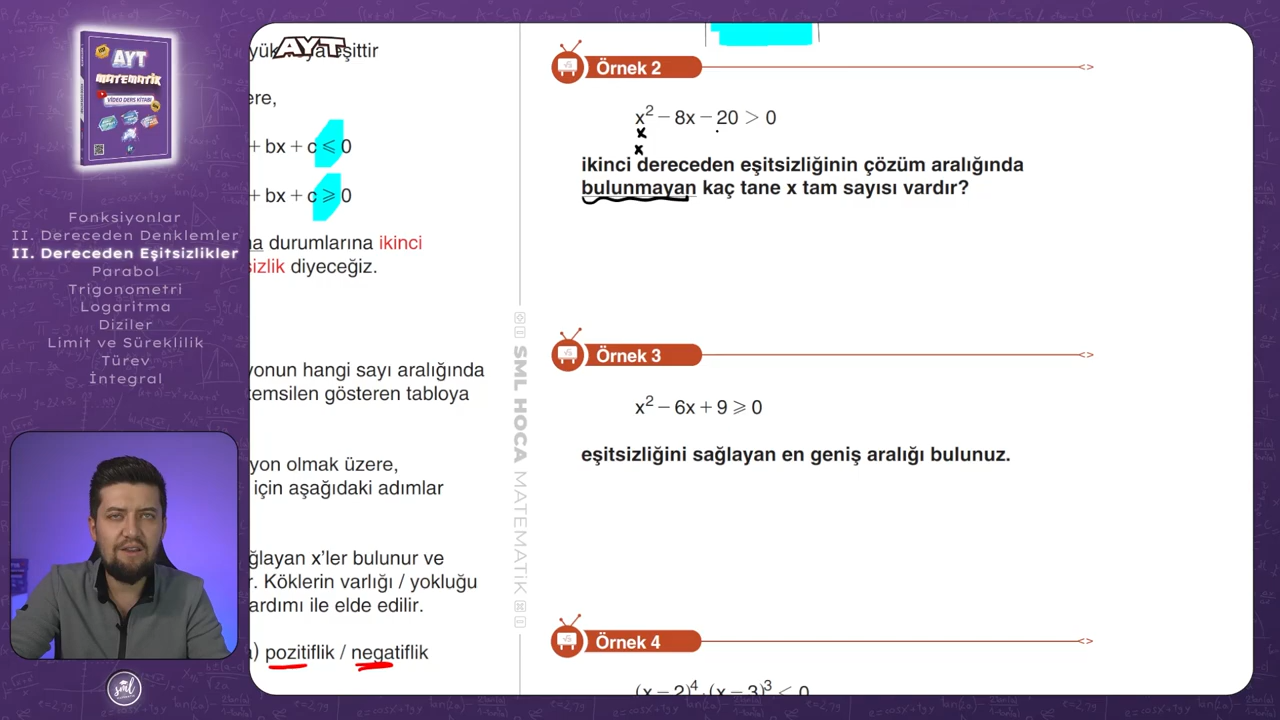 AYT
MATEMATİK
VİDEO DERS KİTABI
Fonksiyonlar
II. Dereceden Denklemler
II. Dereceden Eşitsizlikler
Parabol
Trigonometri
Logaritma
Diziler
Limit ve Süreklilik
Türev
İntegral
sml
AYT
eşittir
ere,
+ bx + c ⩽ 0
+ bx + c ⩾ 0
durumlarına ikinci
sizlik diyeceğiz.
yonun hangi sayı aralığında
temsilen gösteren tabloya
yon olmak üzere,
için aşağıdaki adımlar
ğlayan x'ler bulunur ve
r. Köklerin varlığı / yokluğu
ardımı ile elde edilir.
a) pozitiflik / negatiflik
SML HOCA MATEMATİK
Örnek 2
x² − 8x − 20 > 0
x
x
ikinci dereceden eşitsizliğinin çözüm aralığında
bulunmayan kaç tane x tam sayısı vardır?
Örnek 3
x² − 6x + 9 ⩾ 0
eşitsizliğini sağlayan en geniş aralığı bulunuz.
Örnek 4